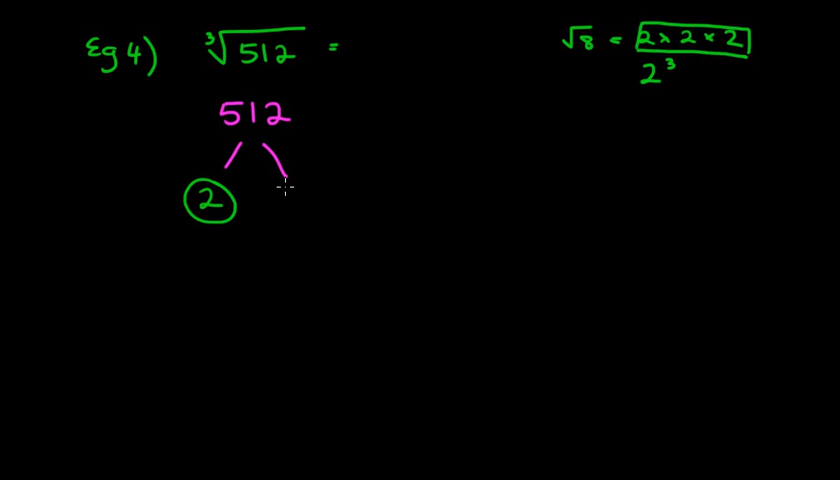 Eg 4) ∛512 =
√8 = 2 × 2 × 2
2³
512
2